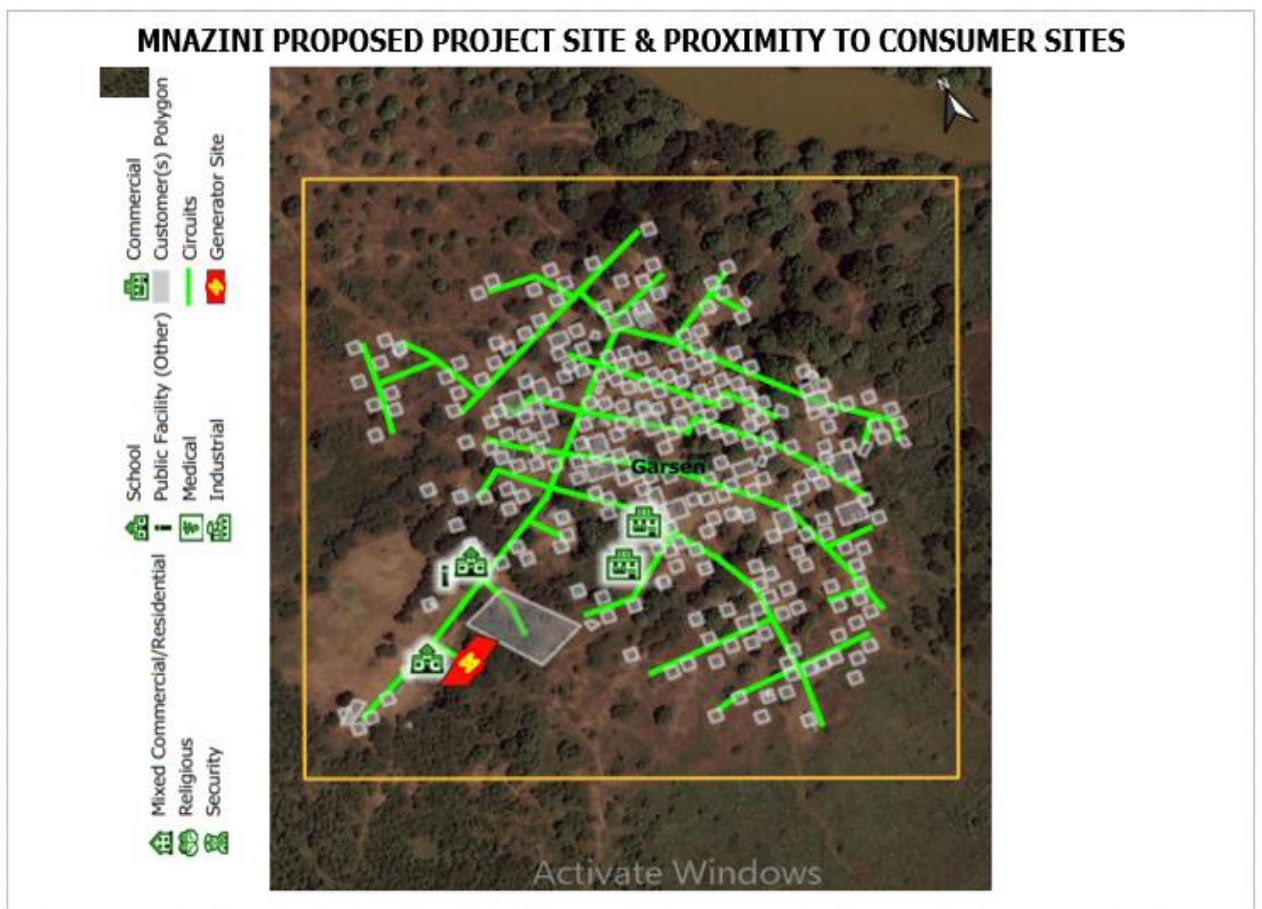 MNAZINI PROPOSED PROJECT SITE & PROXIMITY TO CONSUMER SITES
Commercial
Customer(s) Polygon
Circuits
Generator Site
School
Public Facility (Other)
Medical
Industrial
Mixed Commercial/Residential
Religious
Security
N
Garsen
Activate Windows